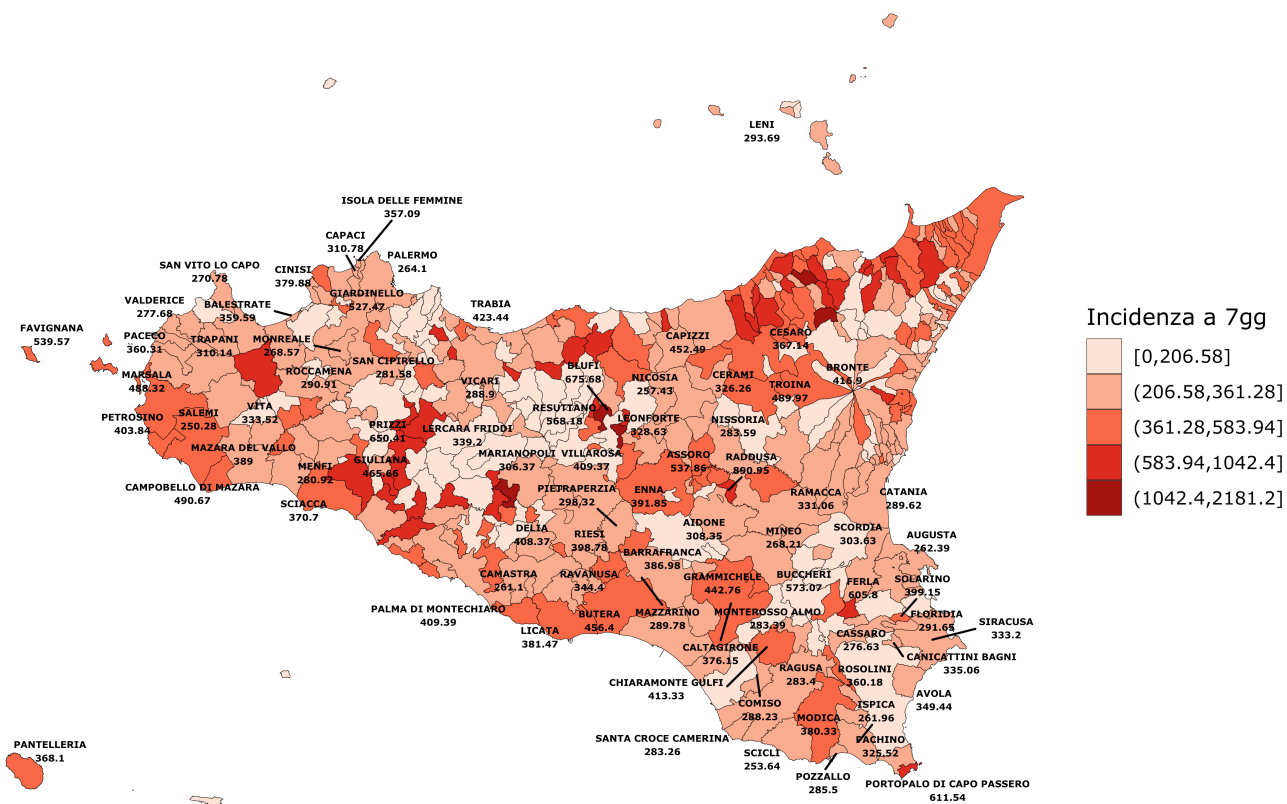 LENI
293.69
ISOLA DELLE FEMMINE
357.09
CAPACI
310.78
PALERMO
264.1
SAN VITO LO CAPO
270.78
CINISI
379.88
GIARDINELLO
527.47
VALDERICE
277.68
BALESTRATE
359.59
TRABIA
423.44
FAVIGNANA
539.57
PACECO
360.31
TRAPANI
310.14
MONREALE
268.57
CAPIZZI
452.49
CESARÒ
367.14
MARSALA
488.32
ROCCAMENA
290.91
SAN CIPIRELLO
281.58
VICARI
288.9
BLUFI
675.68
NICOSIA
257.43
CERAMI
326.26
TROINA
489.97
BRONTE
416.9
PETROSINO
403.84
SALEMI
250.28
VITA
333.52
PRIZZI
650.41
LERCARA FRIDDI
339.2
RESUTTANO
568.18
LEONFORTE
328.63
NISSORIA
283.59
MAZARA DEL VALLO
389
MENFI
280.92
GIULIANA
465.66
MARIANOPOLI
306.37
VILLAROSA
409.37
ASSORO
537.86
RADDUSA
890.95
CAMPOBELLO DI MAZARA
490.67
SCIACCA
370.7
PIETRAPERZIA
298.32
ENNA
391.85
RAMACCA
331.06
CATANIA
289.62
DELIA
408.37
RIESI
398.78
BARRAFRANCA
386.98
AIDONE
308.35
MINEO
268.21
SCORDIA
303.63
AUGUSTA
262.39
CAMASTRA
261.1
RAVANUSA
344.4
GRAMMICHELE
442.76
BUCCHERI
573.07
FERLA
605.8
SOLARINO
399.15
PALMA DI MONTECHIARO
409.39
LICATA
381.47
BUTERA
456.4
MAZZARINO
289.78
MONTEROSSO ALMO
283.39
FLORIDIA
291.65
SIRACUSA
333.2
CALTAGIRONE
376.15
CASSARO
276.63
CANICATTINI BAGNI
335.06
CHIARAMONTE GULFI
413.33
RAGUSA
283.4
ROSOLINI
360.18
AVOLA
349.44
COMISO
288.23
MODICA
380.33
ISPICA
261.96
SANTA CROCE CAMERINA
283.26
SCICLI
253.64
PACHINO
325.52
POZZALLO
285.5
PORTOPALO DI CAPO PASSERO
611.54
PANTELLERIA
368.1
Incidenza a 7gg
[0,206.58]
(206.58,361.28]
(361.28,583.94]
(583.94,1042.4]
(1042.4,2181.2]